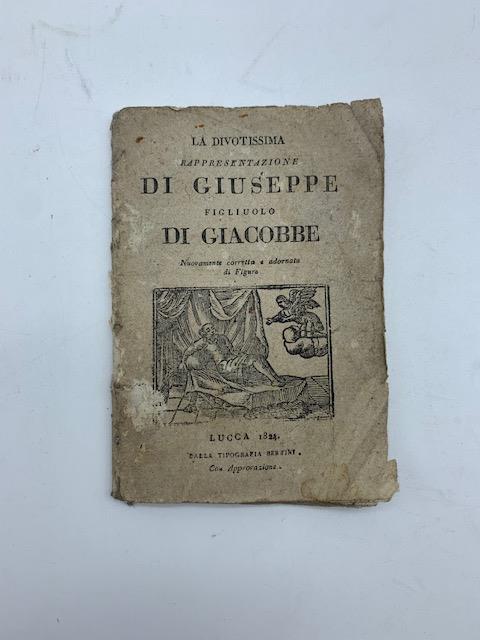 LA DIVOTISSIMA
RAPPRESENTAZIONE
DI GIUSEPPE
FIGLIUOLO
DI GIACOBBE
Nuovamente corretta e adornata
di Figure
LUCCA 1824.
DALLA TIPOGRAFIA BERTINI.
Con Approvazione.